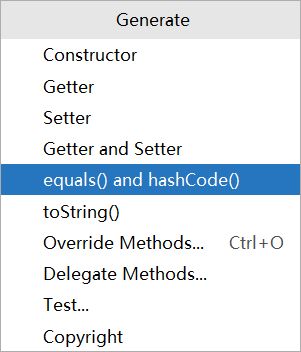 Generate
Constructor
Getter
Setter
Getter and Setter
equals() and hashCode()
toString()
Override Methods... Ctrl+O
Delegate Methods...
Test...
Copyright